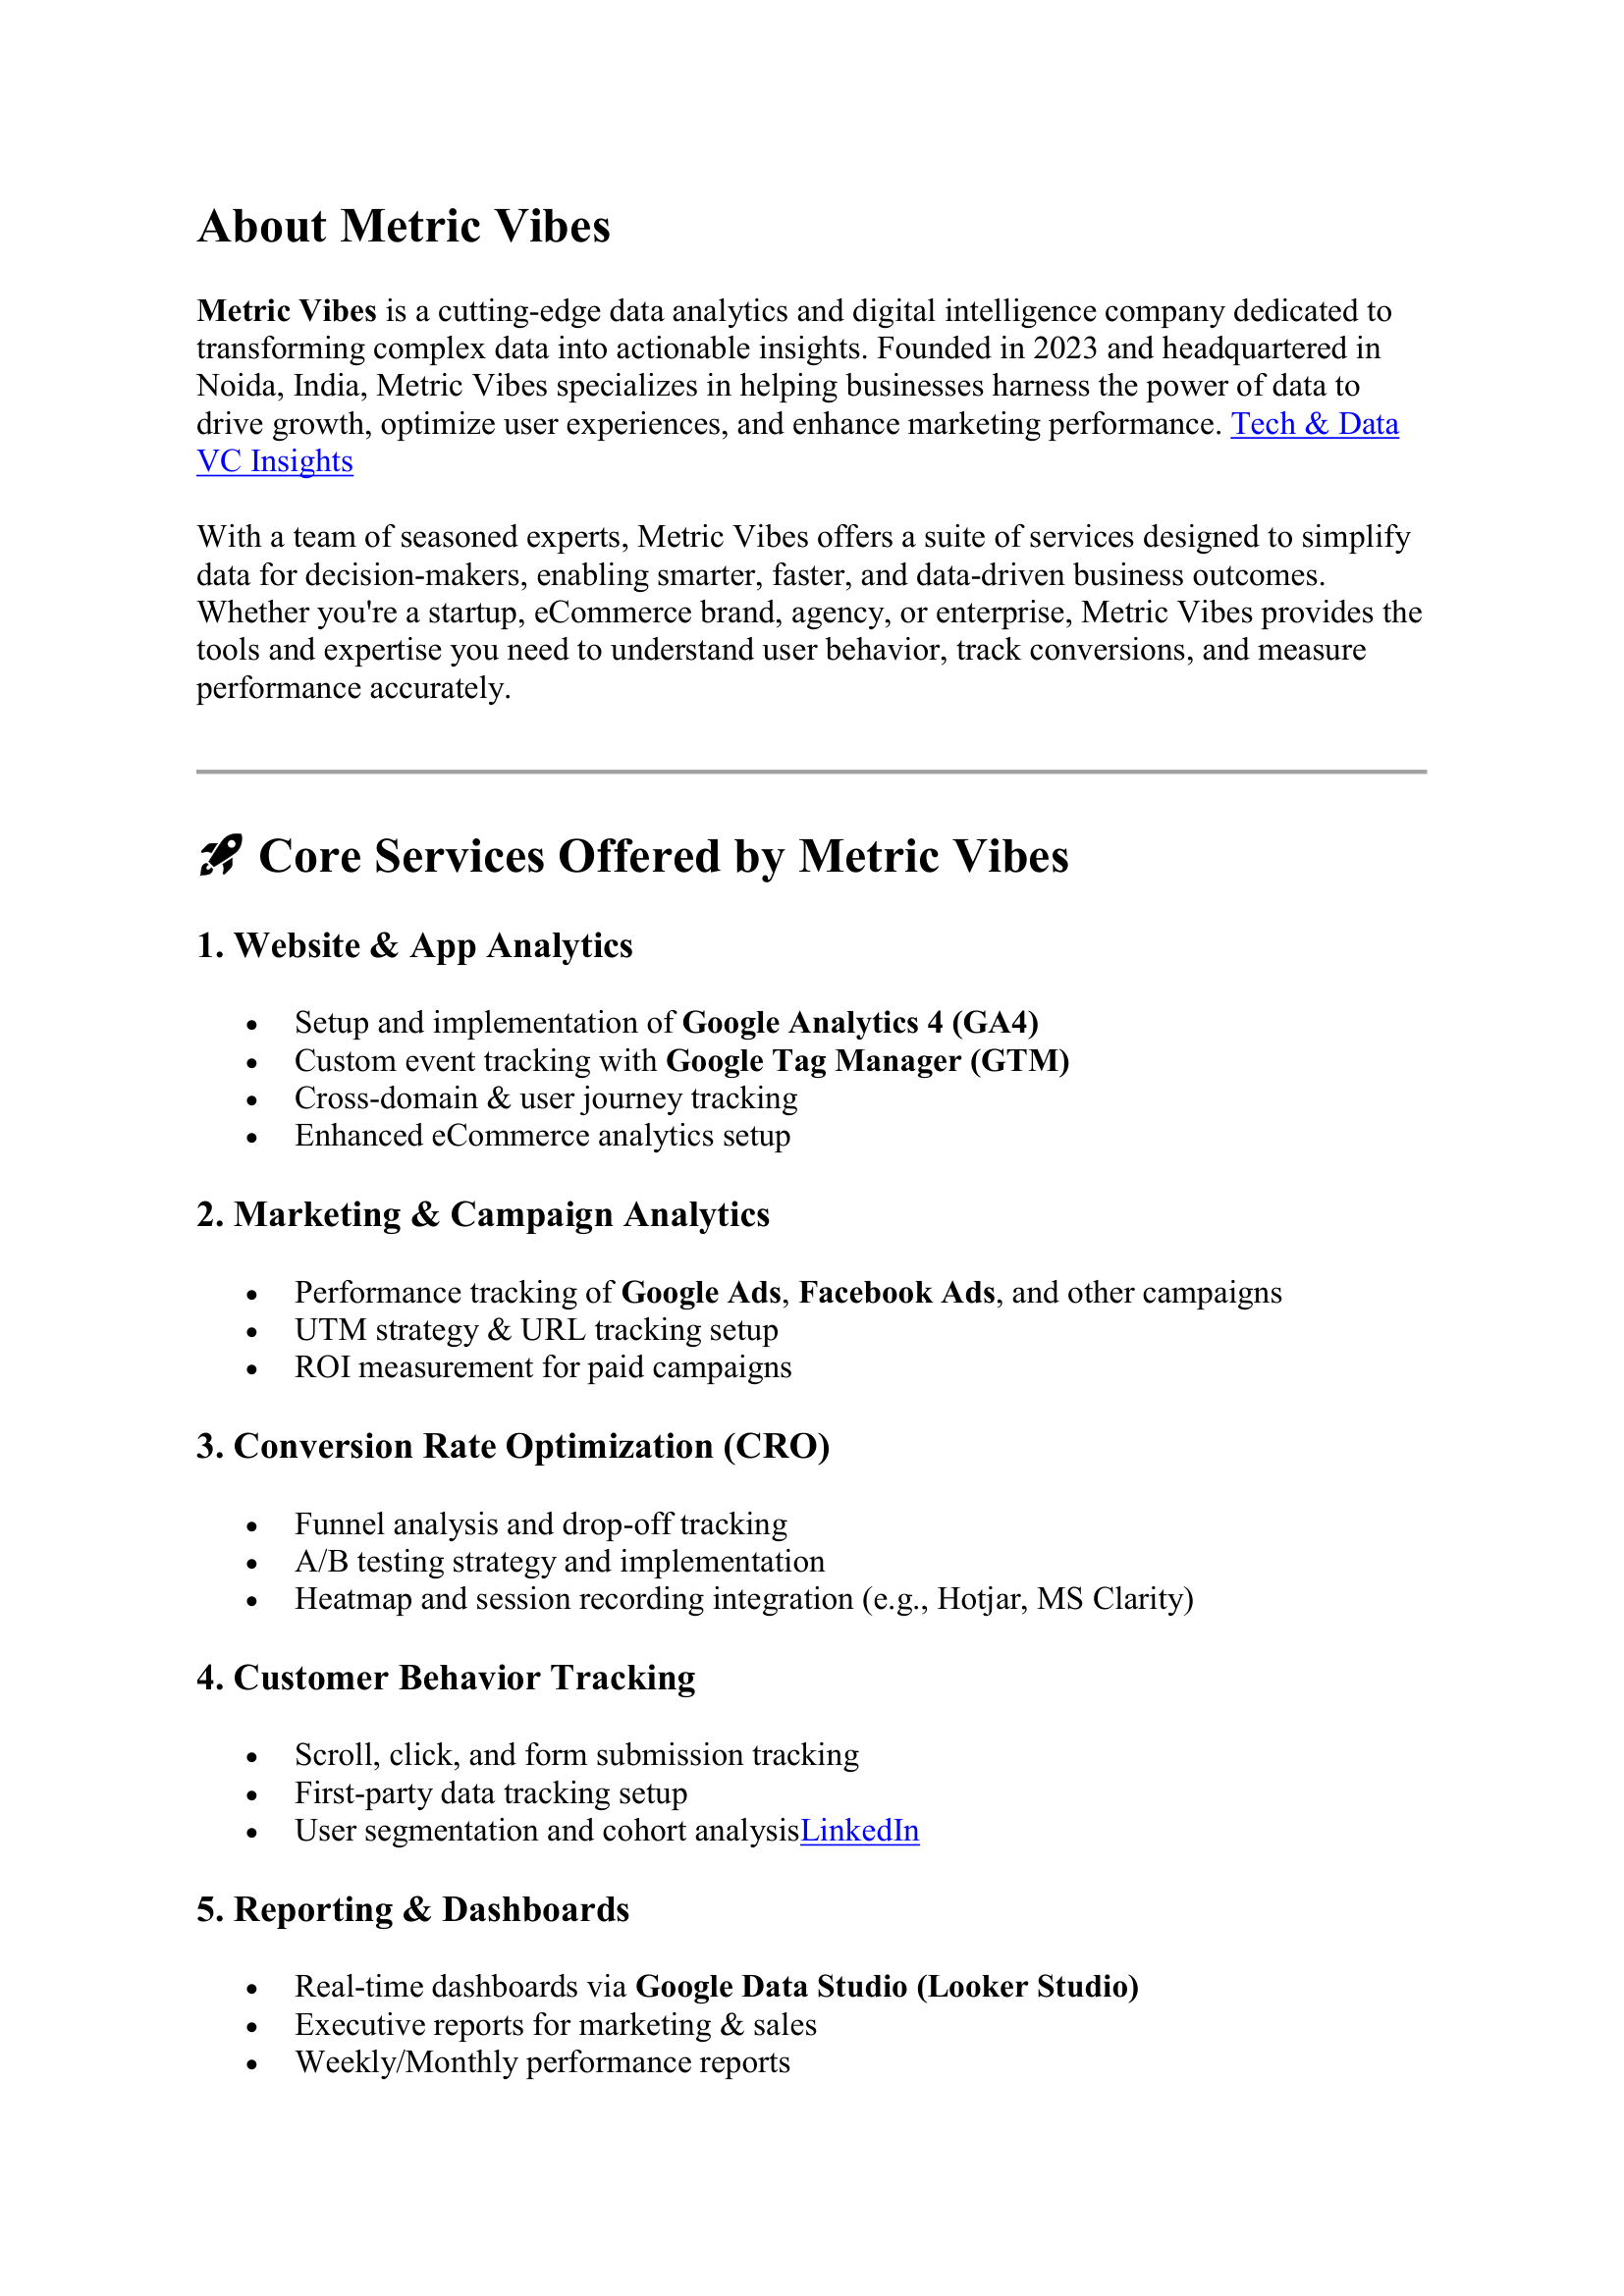 About Metric Vibes
Metric Vibes is a cutting-edge data analytics and digital intelligence company dedicated to
transforming complex data into actionable insights. Founded in 2023 and headquartered in
Noida, India, Metric Vibes specializes in helping businesses harness the power of data to
drive growth, optimize user experiences, and enhance marketing performance. Tech & Data
VC Insights
With a team of seasoned experts, Metric Vibes offers a suite of services designed to simplify
data for decision-makers, enabling smarter, faster, and data-driven business outcomes.
Whether you're a startup, eCommerce brand, agency, or enterprise, Metric Vibes provides the
tools and expertise you need to understand user behavior, track conversions, and measure
performance accurately.
🚀 Core Services Offered by Metric Vibes
1. Website & App Analytics
• Setup and implementation of Google Analytics 4 (GA4)
• Custom event tracking with Google Tag Manager (GTM)
• Cross-domain & user journey tracking
• Enhanced eCommerce analytics setup
2. Marketing & Campaign Analytics
• Performance tracking of Google Ads, Facebook Ads, and other campaigns
• UTM strategy & URL tracking setup
• ROI measurement for paid campaigns
3. Conversion Rate Optimization (CRO)
• Funnel analysis and drop-off tracking
• A/B testing strategy and implementation
• Heatmap and session recording integration (e.g., Hotjar, MS Clarity)
4. Customer Behavior Tracking
• Scroll, click, and form submission tracking
• First-party data tracking setup
• User segmentation and cohort analysisLinkedIn
5. Reporting & Dashboards
• Real-time dashboards via Google Data Studio (Looker Studio)
• Executive reports for marketing & sales
• Weekly/Monthly performance reports